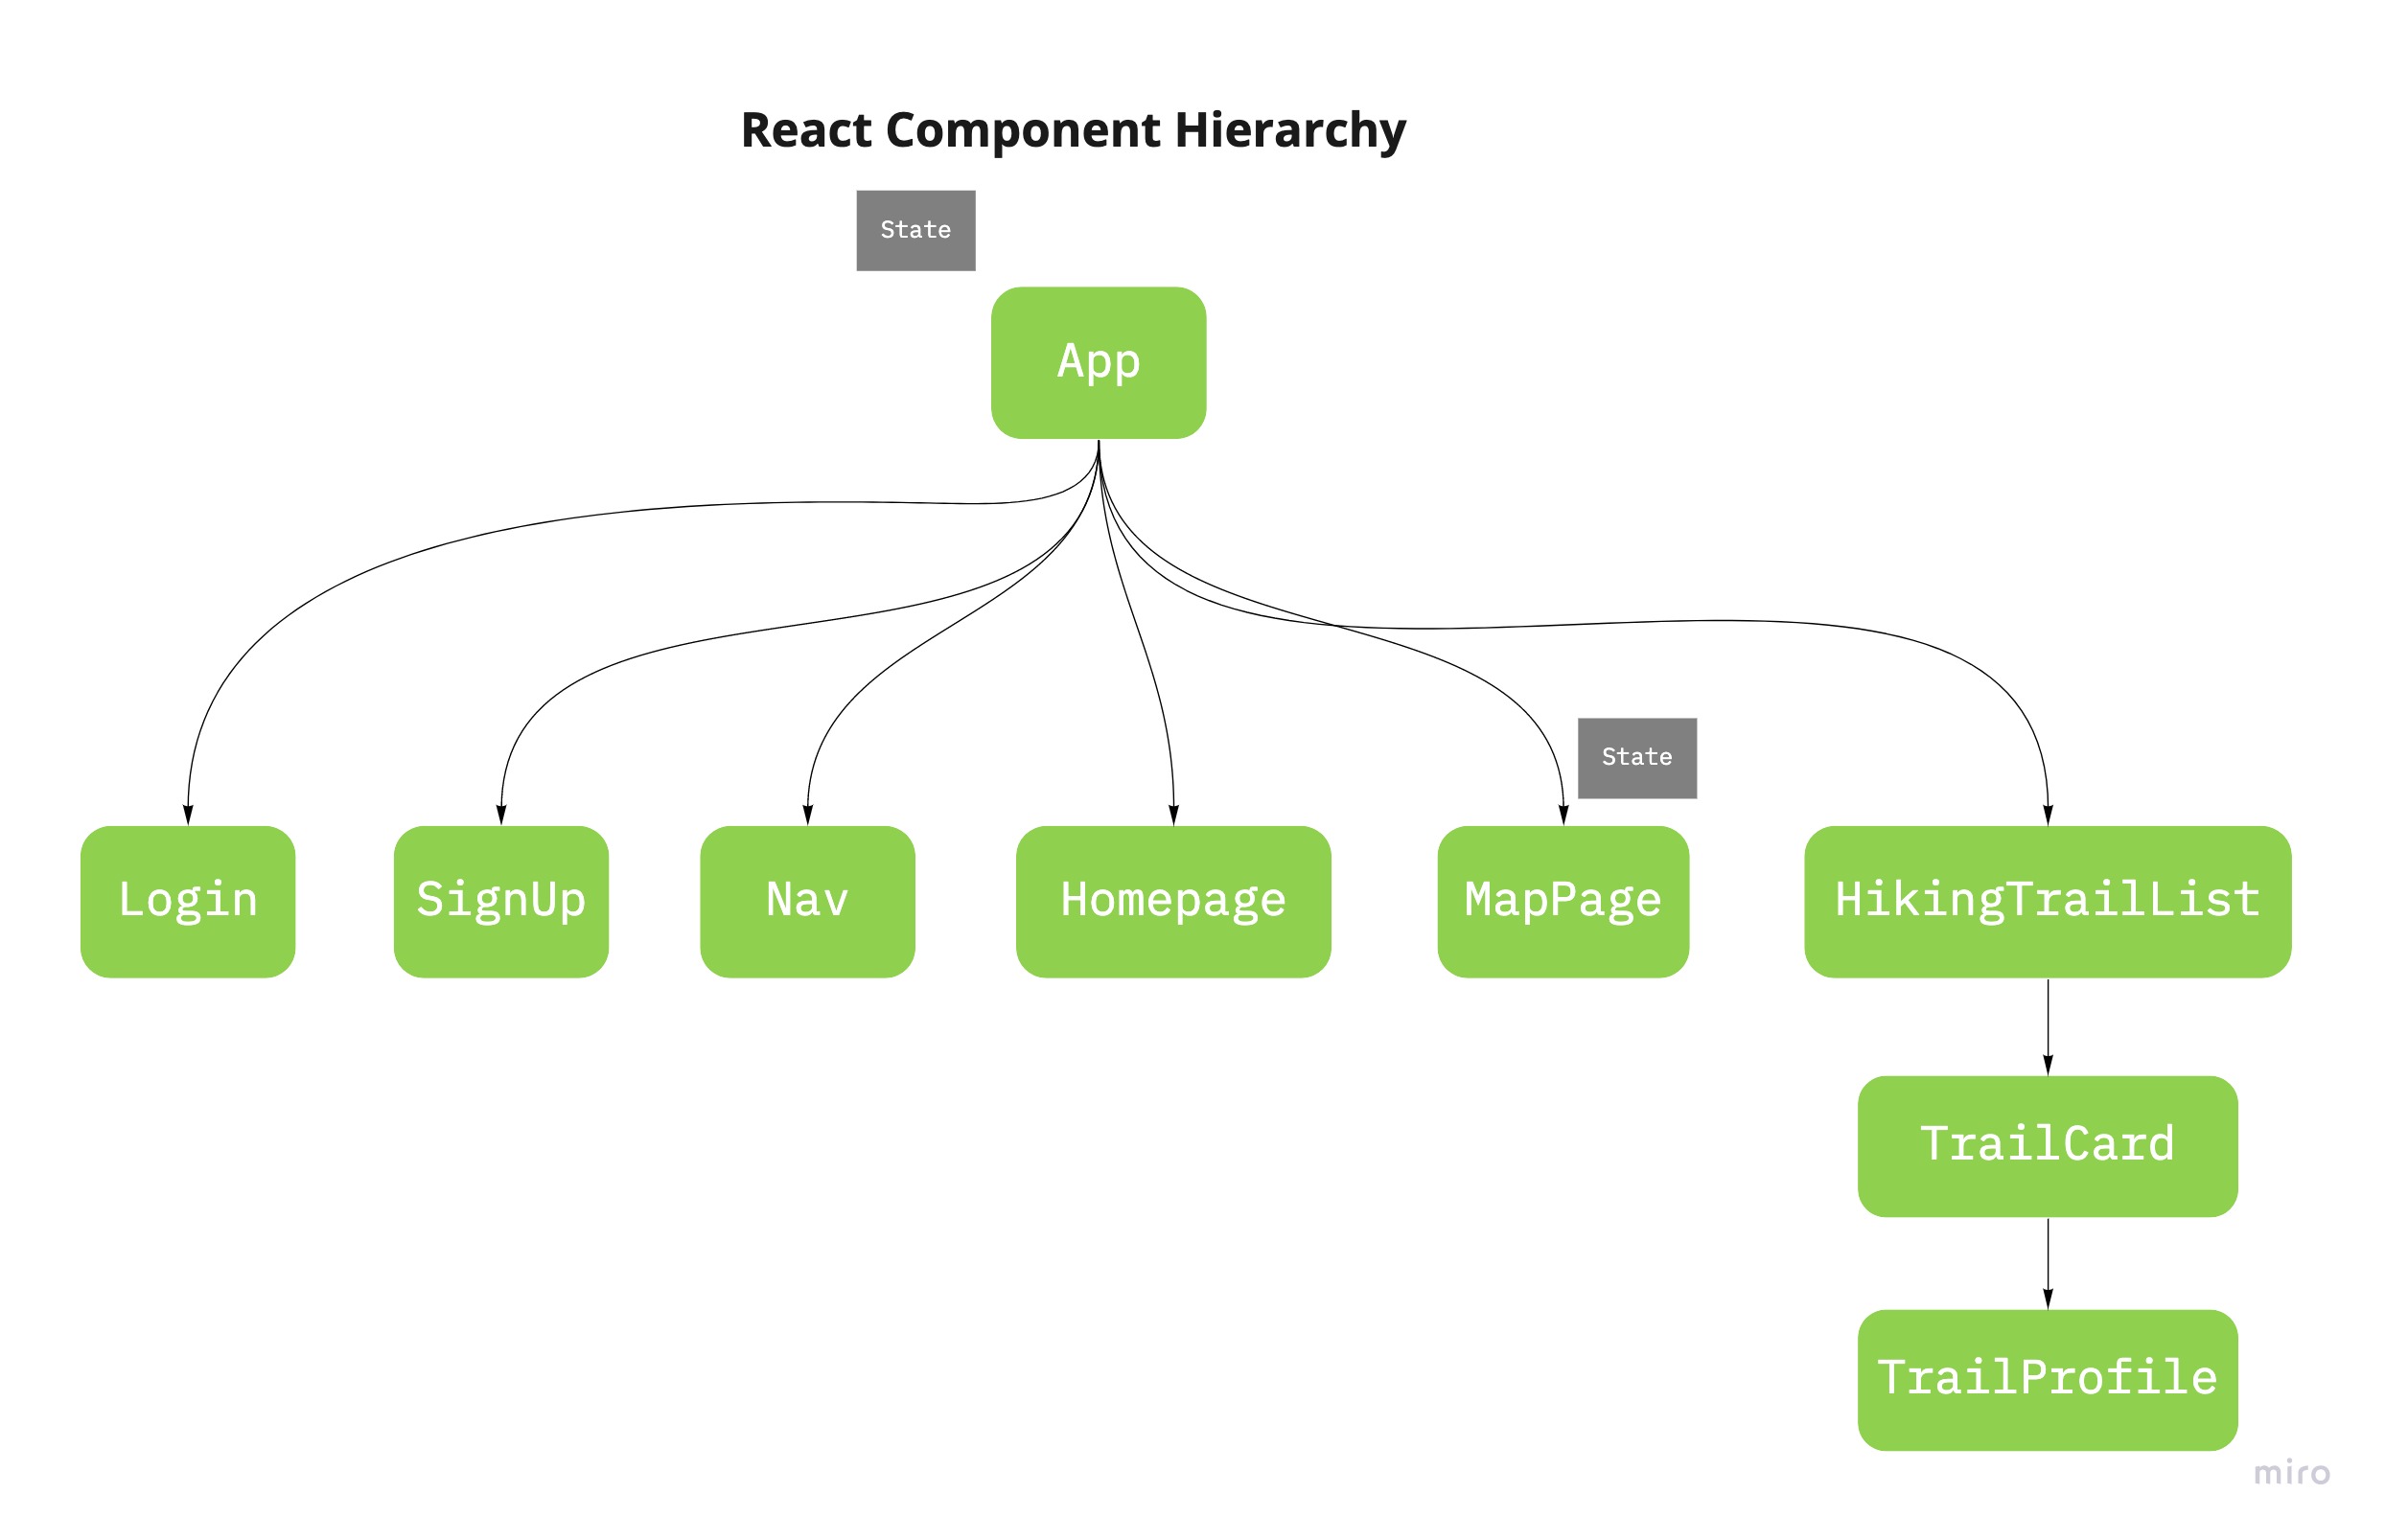 React Component Hierarchy
State
App
State
Login
SignUp
Nav
Homepage
MapPage
HikingTrailList
TrailCard
TrailProfile
miro